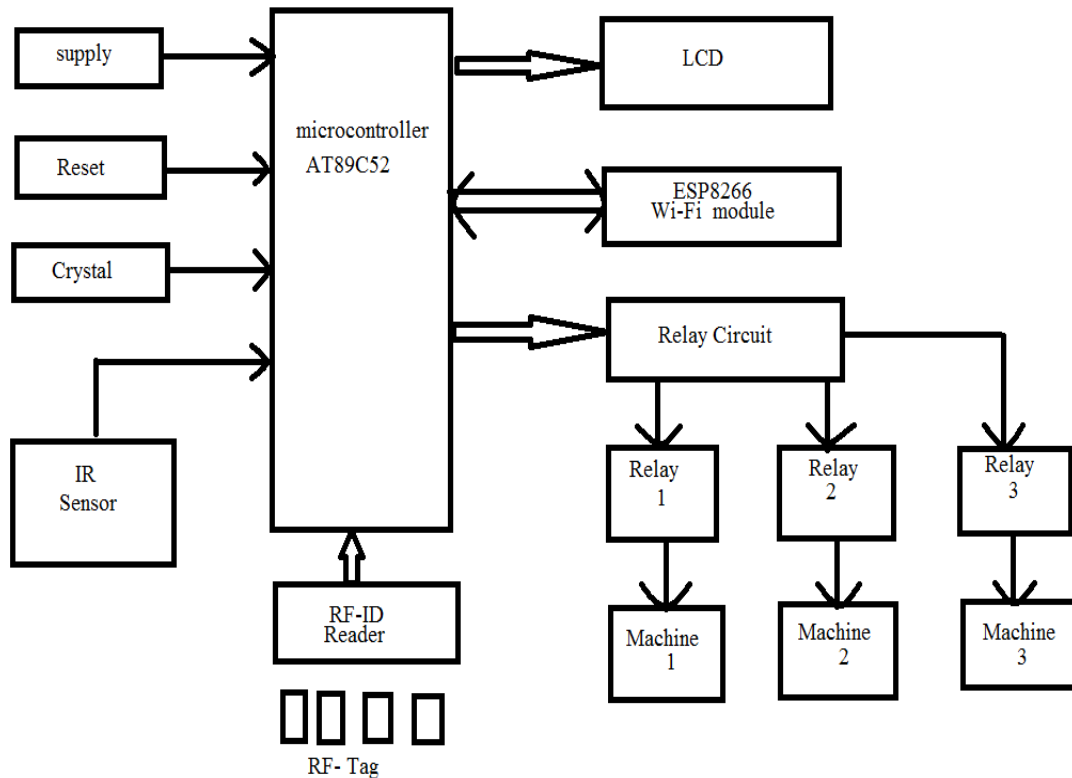 supply
Reset
Crystal
IR
Sensor
microcontroller
AT89C52
LCD
ESP8266
Wi-Fi module
Relay Circuit
Relay
1
Relay
2
Relay
3
Machine
1
Machine
2
Machine
3
RF-ID
Reader
RF- Tag